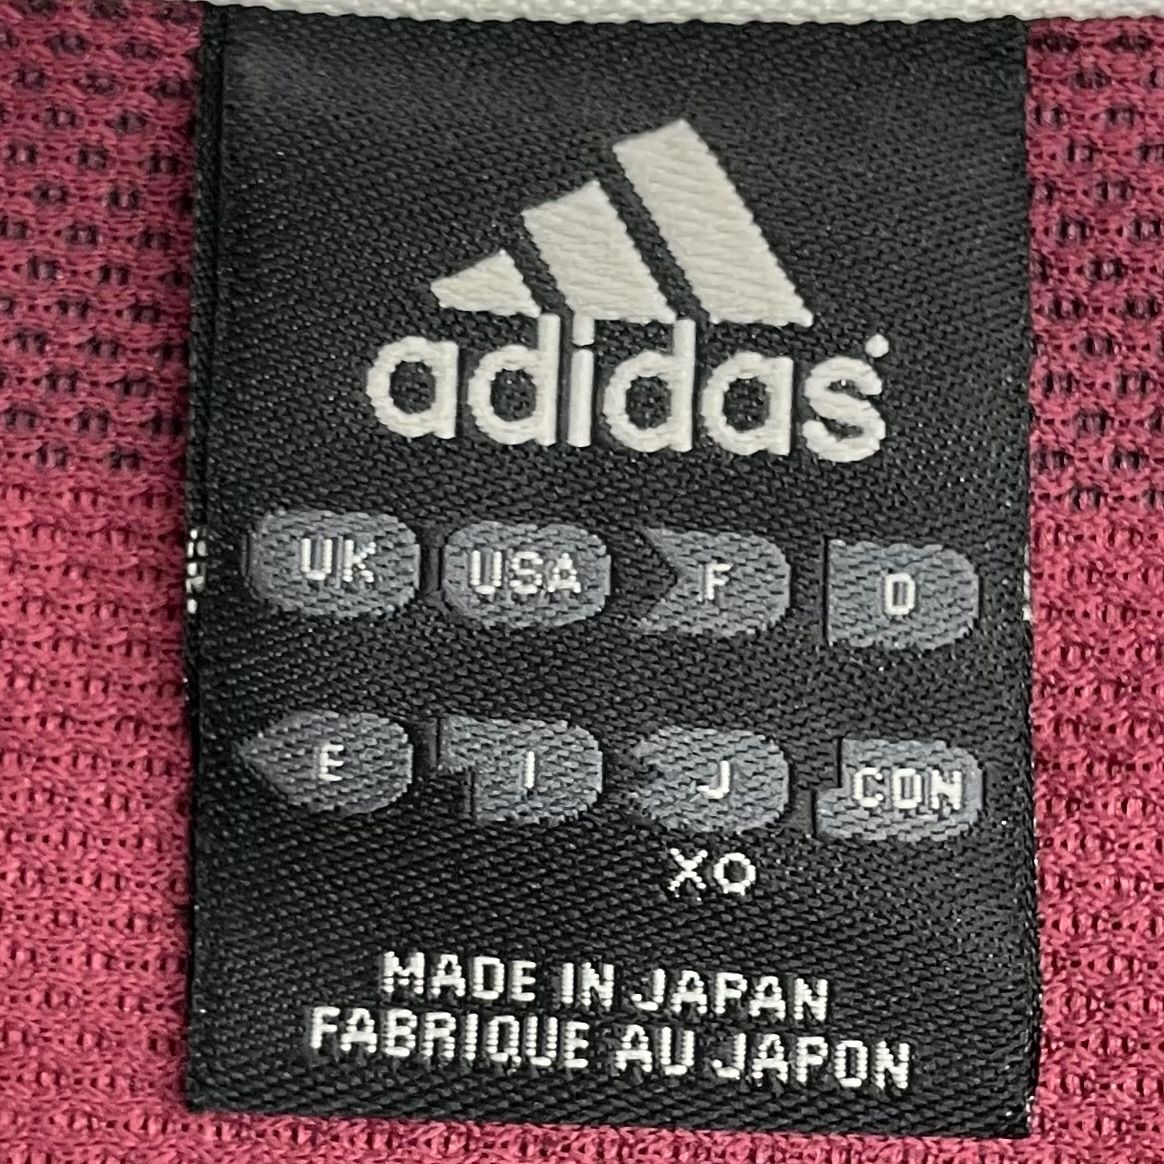 adidas
UK USA F D
E I J CDN
XO
MADE IN JAPAN
FABRIQUE AU JAPON